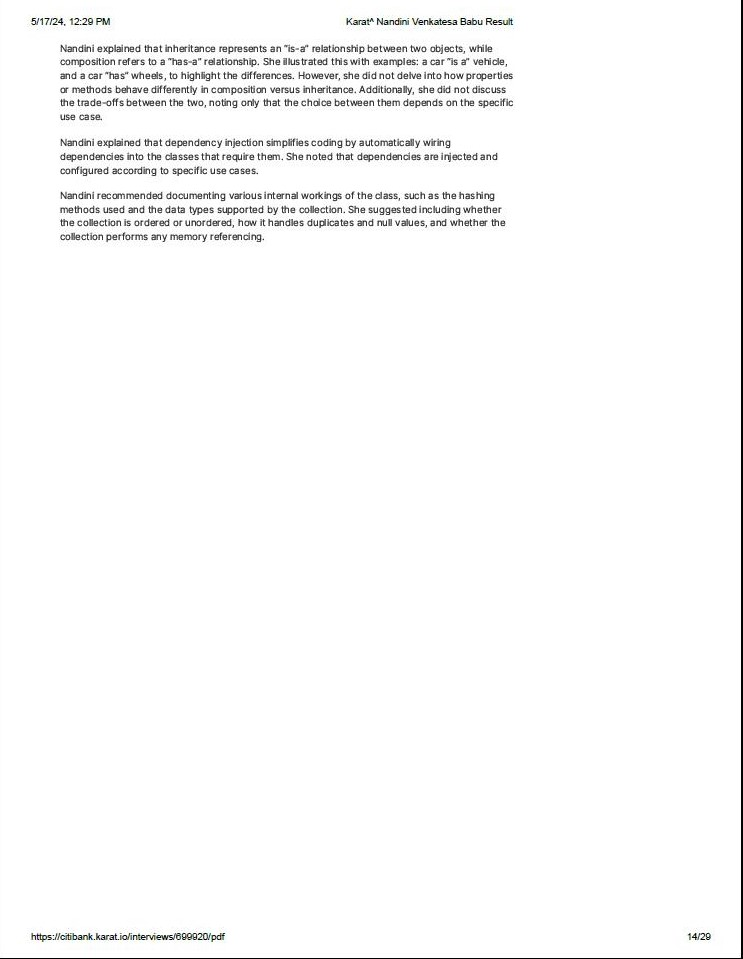 5/17/24, 12:29 PM
Karat^ Nandini Venkatesa Babu Result
Nandini explained that inheritance represents an "is-a" relationship between two objects, while
composition refers to a "has-a" relationship. She illustrated this with examples: a car "is a" vehicle,
and a car "has" wheels, to highlight the differences. However, she did not delve into how properties
or methods behave differently in composition versus inheritance. Additionally, she did not discuss
the trade-offs between the two, noting only that the choice between them depends on the specific
use case.
Nandini explained that dependency injection simplifies coding by automatically wiring
dependencies into the classes that require them. She noted that dependencies are injected and
configured according to specific use cases.
Nandini recommended documenting various internal workings of the class, such as the hashing
methods used and the data types supported by the collection. She suggested including whether
the collection is ordered or unordered, how it handles duplicates and null values, and whether the
collection performs any memory referencing.
https://citibank.karat.io/interviews/699920/pdf
14/29